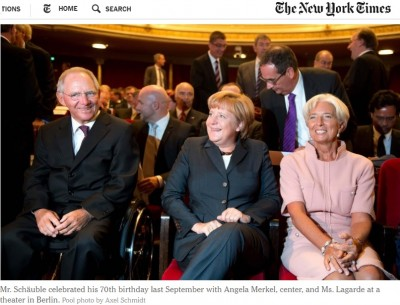 TIONS HOME SEARCH The New York Times
Mr. Schäuble celebrated his 70th birthday last September with Angela Merkel, center, and Ms. Lagarde at a
theater in Berlin. Pool photo by Axel Schmidt